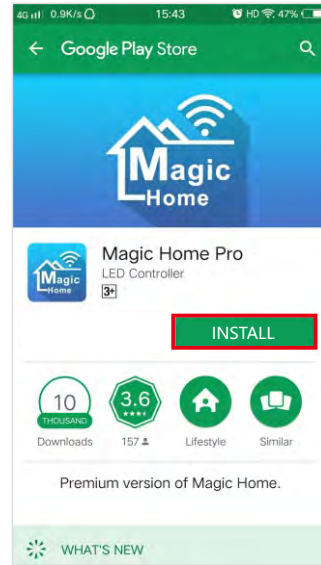 4G 0.9K/s 15:43 HD 47%
Google Play Store
Magic
Home
Magic
Home
Magic Home Pro
LED Controller
3+
INSTALL
10
THOUSAND
3.6
Downloads 157 Lifestyle Similar
Premium version of Magic Home.
WHAT'S NEW